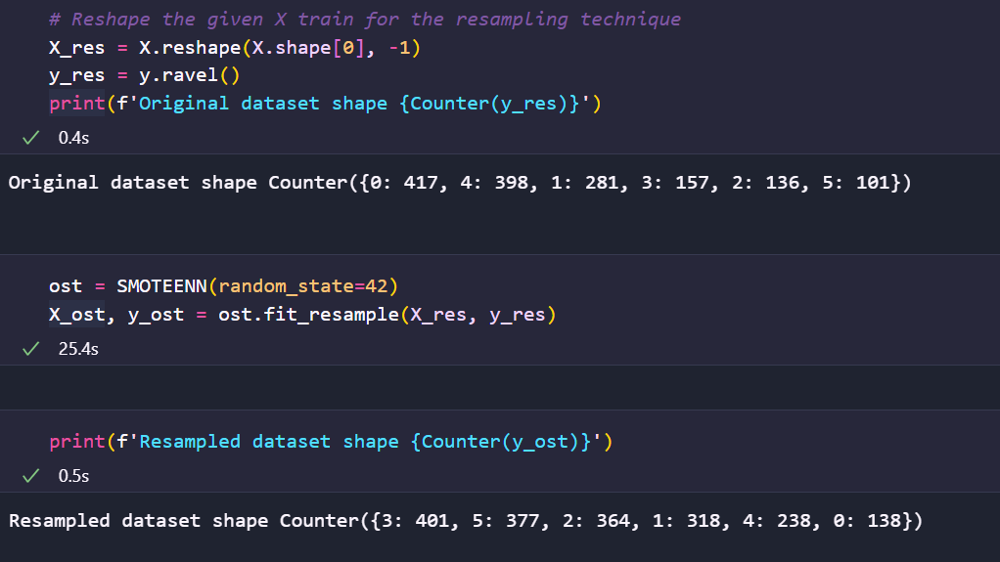 # Reshape the given X train for the resampling technique
X_res = X.reshape(X.shape[0], -1)
y_res = y.ravel()
print(f'Original dataset shape {Counter(y_res)}')
0.4s
Original dataset shape Counter({0: 417, 4: 398, 1: 281, 3: 157, 2: 136, 5: 101})
ost = SMOTEENN(random_state=42)
X_ost, y_ost = ost.fit_resample(X_res, y_res)
25.4s
print(f'Resampled dataset shape {Counter(y_ost)}')
0.5s
Resampled dataset shape Counter({3: 401, 5: 377, 2: 364, 1: 318, 4: 238, 0: 138})